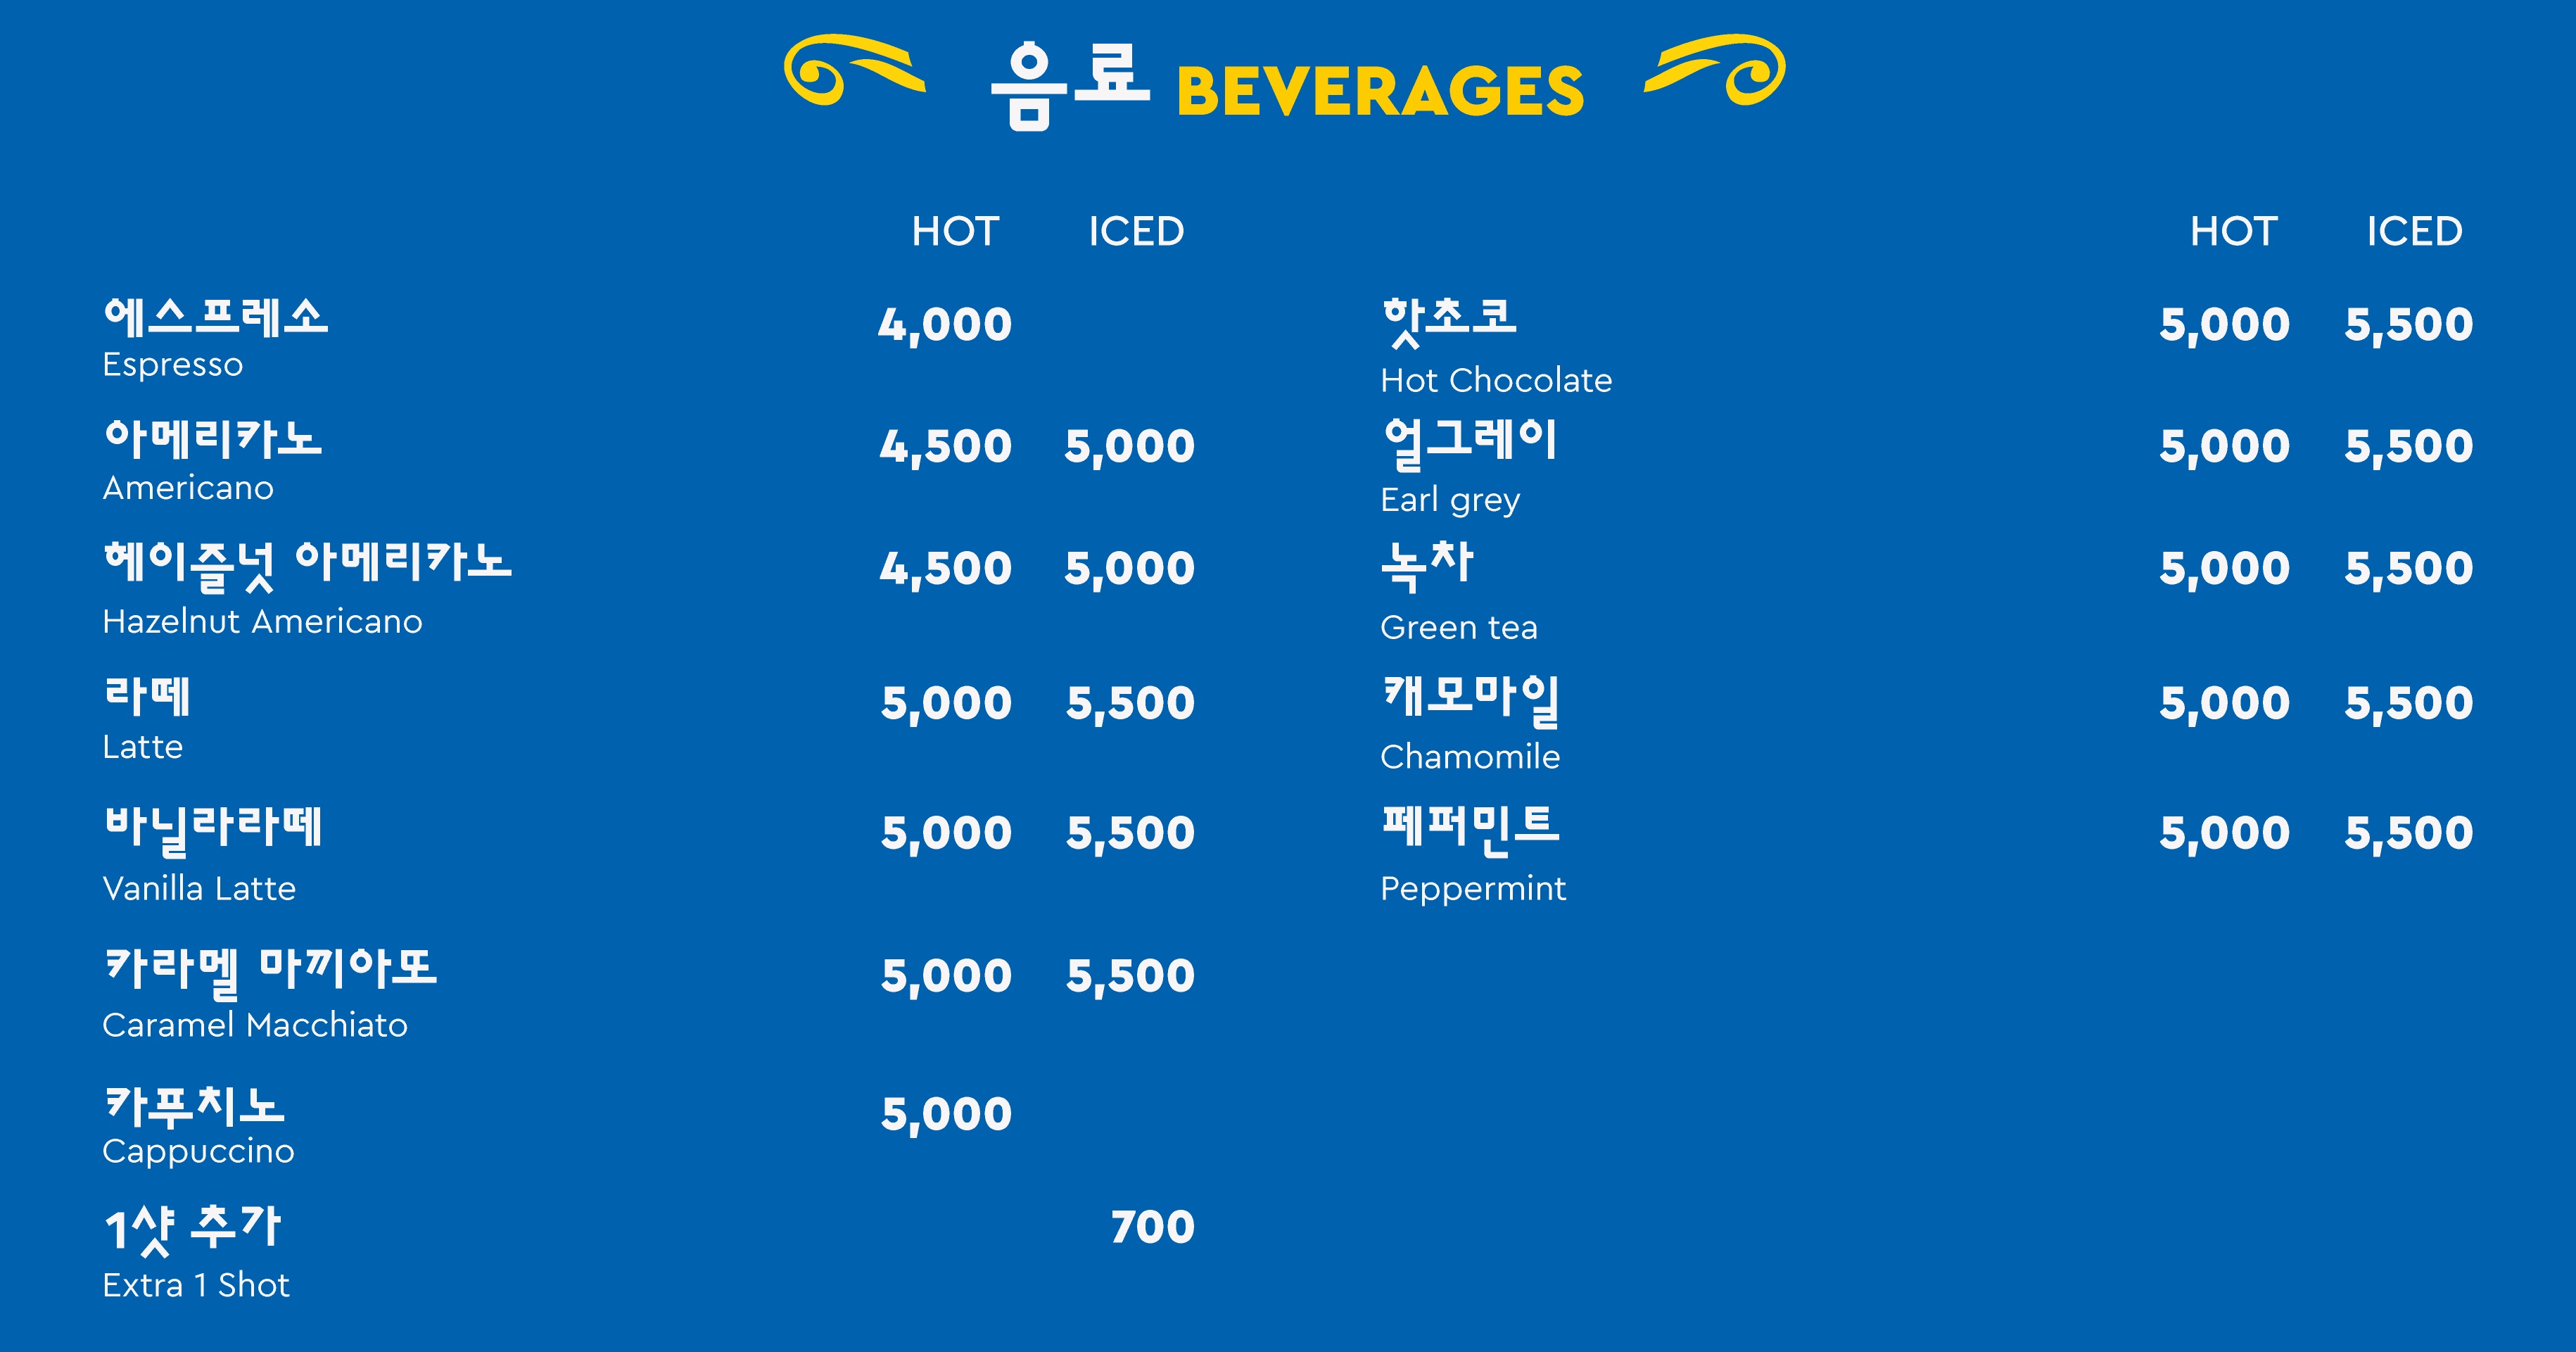 음료 BEVERAGES
HOT ICED
에스프레소 4,000
Espresso
아메리카노 4,500 5,000
Americano
헤이즐넛 아메리카노 4,500 5,000
Hazelnut Americano
라떼 5,000 5,500
Latte
바닐라라떼 5,000 5,500
Vanilla Latte
카라멜 마끼아또 5,000 5,500
Caramel Macchiato
카푸치노 5,000
Cappuccino
1샷 추가 700
Extra 1 Shot
HOT ICED
핫초코 5,000 5,500
Hot Chocolate
얼그레이 5,000 5,500
Earl grey
녹차 5,000 5,500
Green tea
캐모마일 5,000 5,500
Chamomile
페퍼민트 5,000 5,500
Peppermint